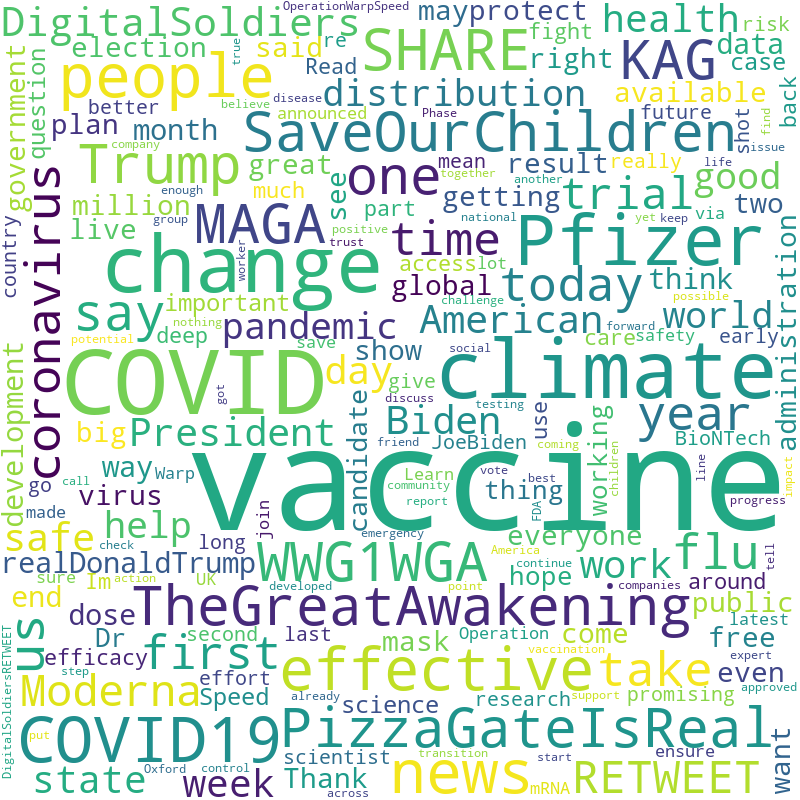 OperationWarpSpeed
DigitalSoldiers
may
protect
health
risk
election
said
re
true
Read
SHARE
fight
right
KAG
data
case
people
better
believe
disease
announced
distribution
Phase
available
future
shot
find
back
government
question
plan
month
company
SaveOurChildren
issue
Trump
great
together
mean
result
really
life
country
enough
million
much
see
one
another
getting
trial
good
two
live
group
MAGA
part
positive
trust
time
national
yet
keep
via
coronavirus
change
worker
access
lot
Pfizer
administration
global
challenge
today
think
possible
say
important
nothing
pandemic
American
forward
world
safety
early
deep
save
potential
show
social
care
COVID
day
give
climate
development
got
discuss
testing
year
impact
big
President
candidate
Biden
friend
JoeBiden
use
coming
working
children
BioNTech
way
Warp
vaccine
Learn
thing
vote
best
line
go
call
virus
community
report
FDA
progress
made
safe
help
long
join
emergency
everyone
tell
check
WWG1WGA
America
work
flu
realDonaldTrump
hope
continue
sure
Im
action
UK
developed
point
companies
around
end
dose
TheGreatAwakening
public
us
Dr
second
last
mask
Operation
come
latest
free
efficacy
first
vaccination
expert
even
step
effort
effective
take
DigitalSoldiersRETWEET
Moderna
Speed
already
science
research
support
promising
approved
put
COVID19
PizzaGateIsReal
want
scientist
transition
start
ensure
state
Oxford
control
week
Thank
across
news
mRNA
RETWEET